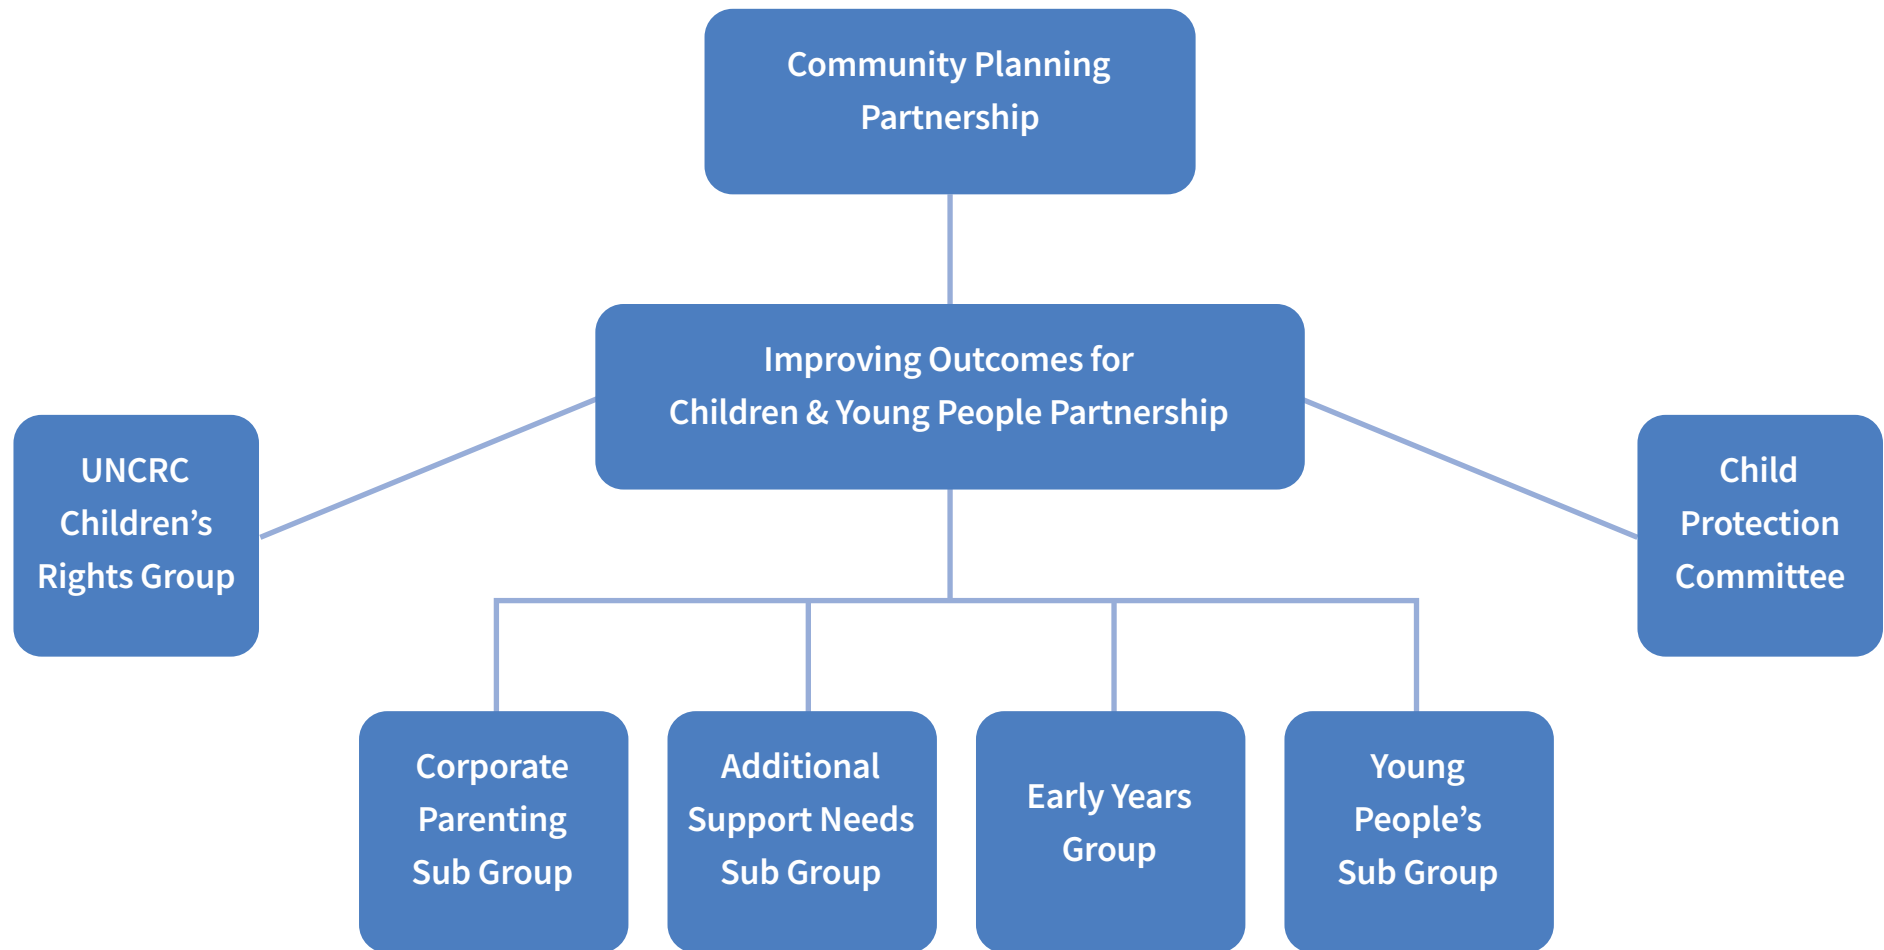 Community Planning
Partnership
Improving Outcomes for
Children & Young People Partnership
UNCRC
Children’s
Rights Group
Child
Protection
Committee
Corporate
Parenting
Sub Group
Additional
Support Needs
Sub Group
Early Years
Group
Young
People’s
Sub Group